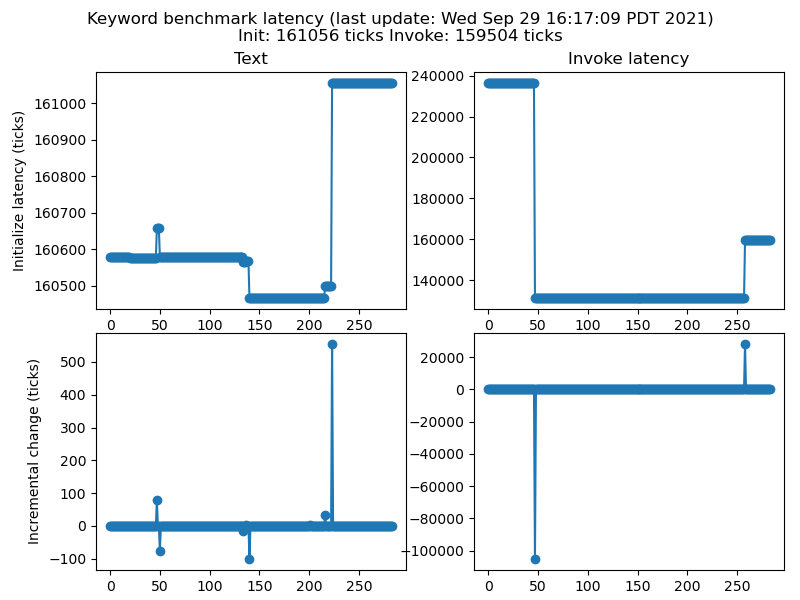 Keyword benchmark latency (last update: Wed Sep 29 16:17:09 PDT 2021)
Init: 161056 ticks Invoke: 159504 ticks
Text
Invoke latency
Initialize latency (ticks)
161000
160900
160800
160700
160600
160500
0 50 100 150 200 250
240000
220000
200000
180000
160000
140000
0 50 100 150 200 250
Incremental change (ticks)
500
400
300
200
100
0
−100
0 50 100 150 200 250
20000
0
−20000
−40000
−60000
−80000
−100000
0 50 100 150 200 250